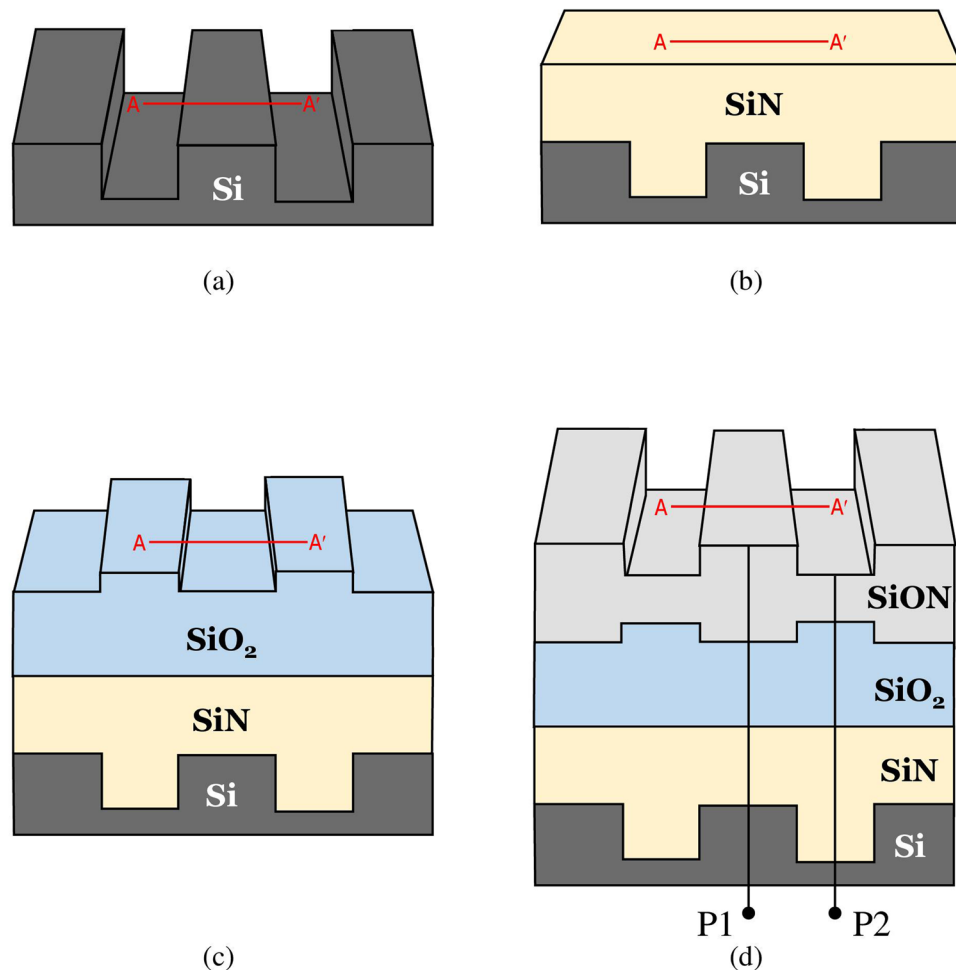 A A′
Si
(a)
A A′
SiN
Si
(b)
A A′
SiO₂
SiN
Si
(c)
A A′
SiON
SiO₂
SiN
Si
P1 P2
(d)